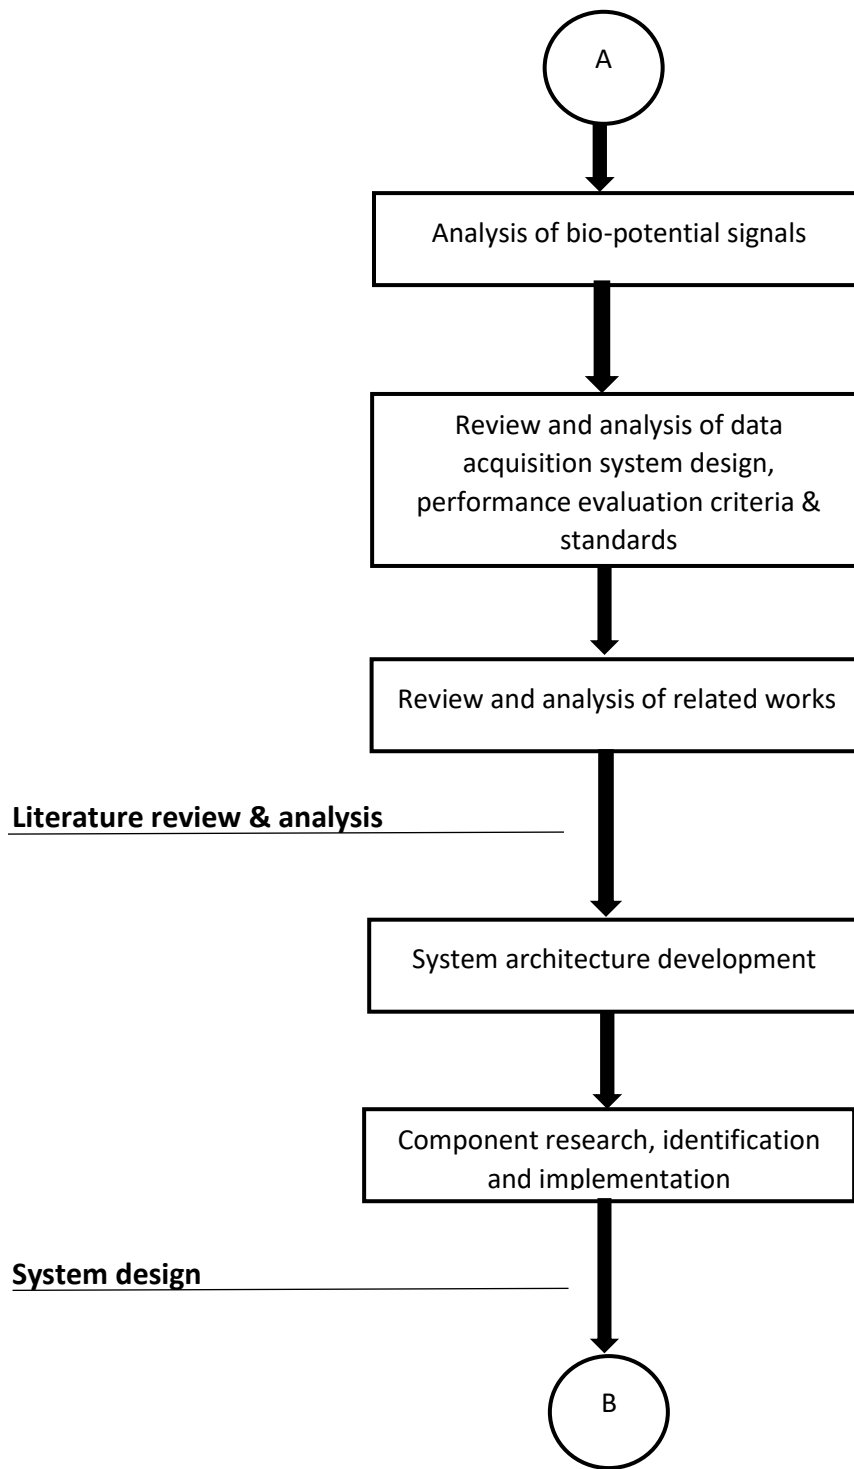 A
Analysis of bio-potential signals
Review and analysis of data
acquisition system design,
performance evaluation criteria &
standards
Review and analysis of related works
Literature review & analysis
System architecture development
Component research, identification
and implementation
System design
B